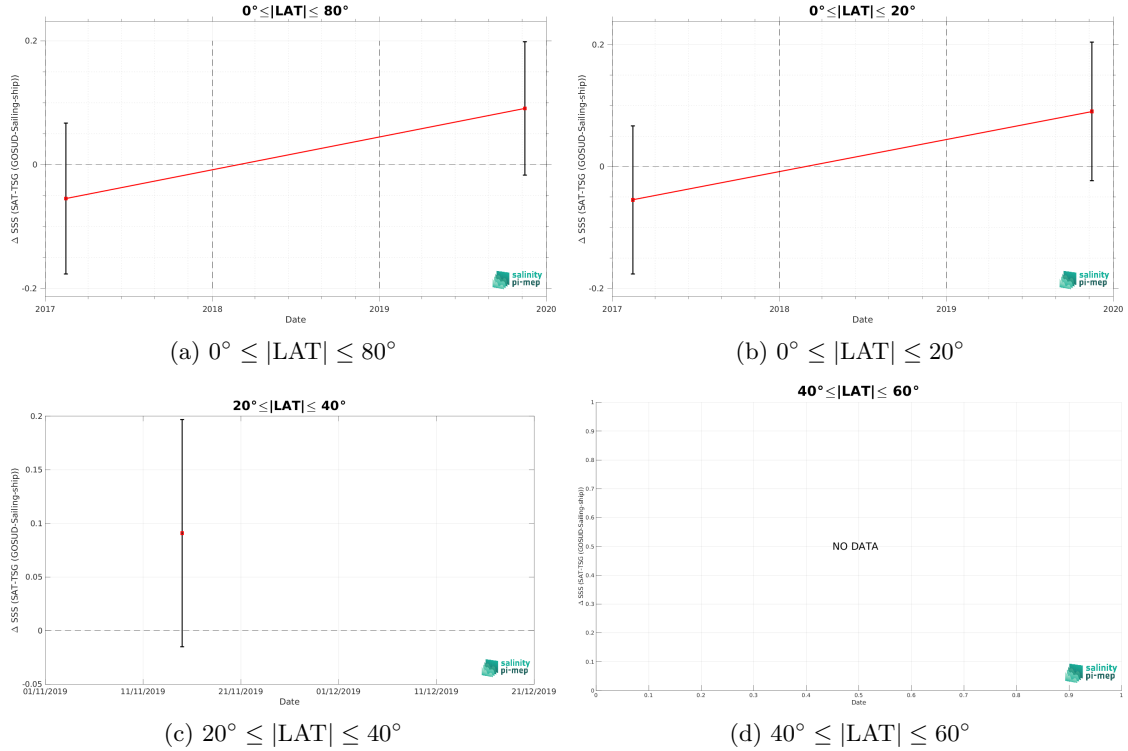 0°≤|LAT|≤ 80°
Δ SSS (SAT-TSG (GOSUD-Sailing-ship))
0.2
0
-0.2
2017 2018 2019 2020
Date
salinity
pi-mep
(a) 0° ≤ |LAT| ≤ 80°
0°≤|LAT|≤ 20°
Δ SSS (SAT-TSG (GOSUD-Sailing-ship))
0.2
0
-0.2
2017 2018 2019 2020
Date
salinity
pi-mep
(b) 0° ≤ |LAT| ≤ 20°
20°≤|LAT|≤ 40°
Δ SSS (SAT-TSG (GOSUD-Sailing-ship))
0.2
0.15
0.1
0.05
0
-0.05
01/11/2019 11/11/2019 21/11/2019 01/12/2019 11/12/2019 21/12/2019
Date
salinity
pi-mep
(c) 20° ≤ |LAT| ≤ 40°
40°≤|LAT|≤ 60°
Δ SSS (SAT-TSG (GOSUD-Sailing-ship))
1
0.9
0.8
0.7
0.6
0.5
0.4
0.3
0.2
0.1
0
NO DATA
0 0.1 0.2 0.3 0.4 0.5 0.6 0.7 0.8 0.9 1
Date
salinity
pi-mep
(d) 40° ≤ |LAT| ≤ 60°